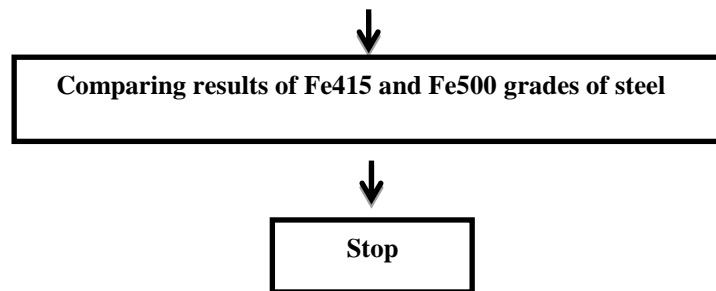 Comparing results of Fe415 and Fe500 grades of steel
Stop